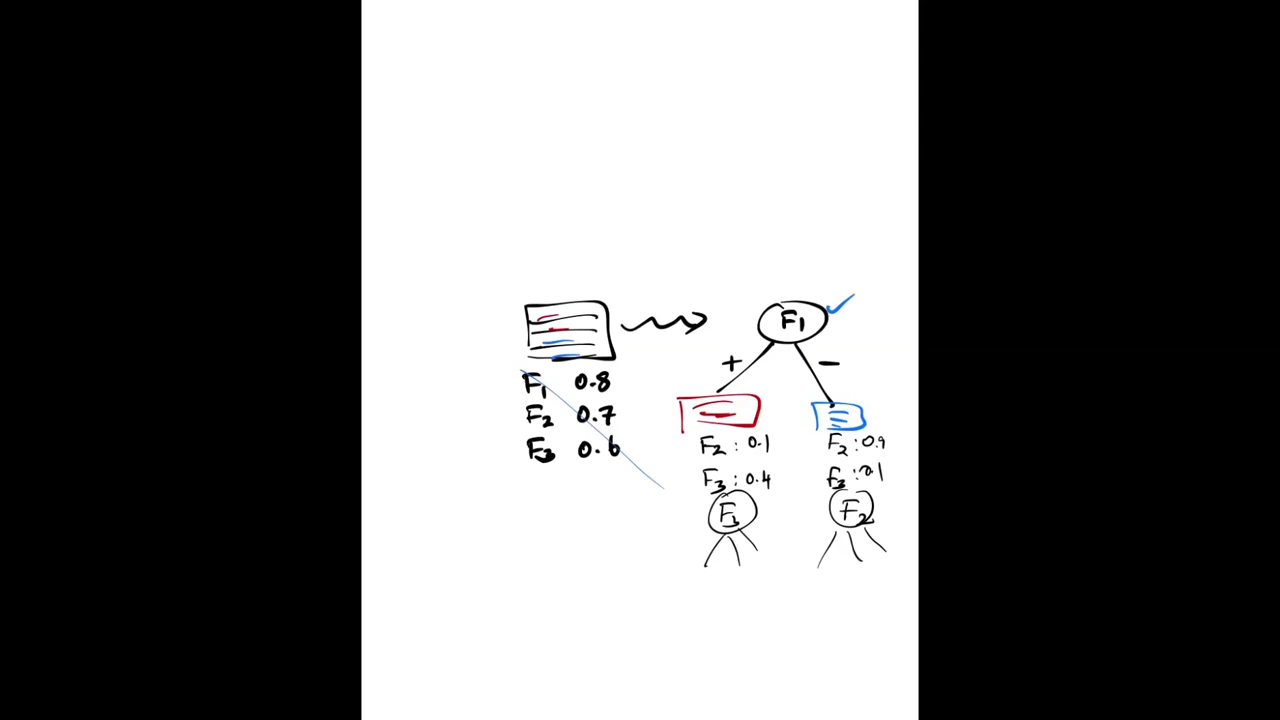 F1
+ -
F1 0.8
F2 0.7
F3 0.6
F2 : 0.1
F3 : 0.4
F2 : 0.9
F3 : 0.1
F3
F2